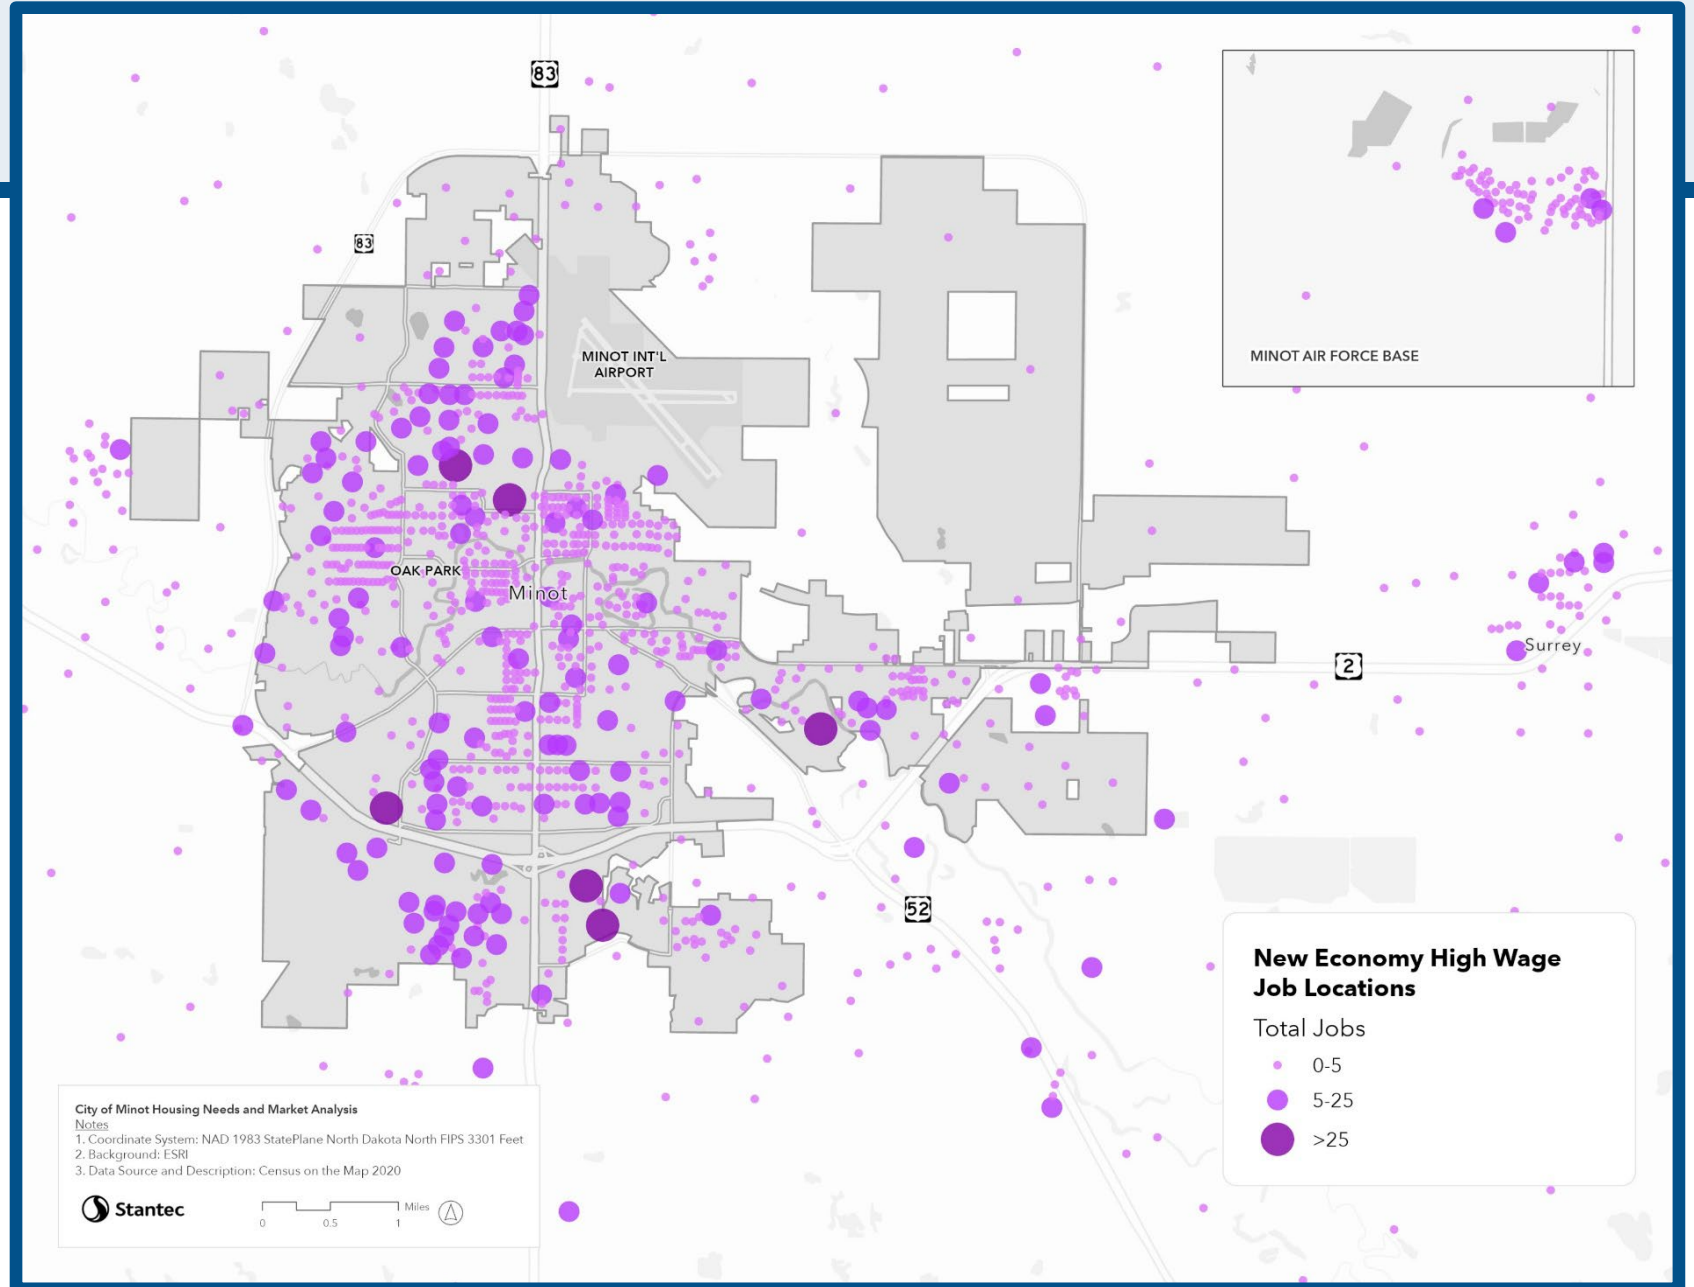 83
83
MINOT INT'L
AIRPORT
MINOT AIR FORCE BASE
OAK PARK
Minot
Surrey
2
52
New Economy High Wage
Job Locations
Total Jobs
0-5
5-25
>25
City of Minot Housing Needs and Market Analysis
Notes
1. Coordinate System: NAD 1983 StatePlane North Dakota North FIPS 3301 Feet
2. Background: ESRI
3. Data Source and Description: Census on the Map 2020
Stantec
Miles
0 0.5 1